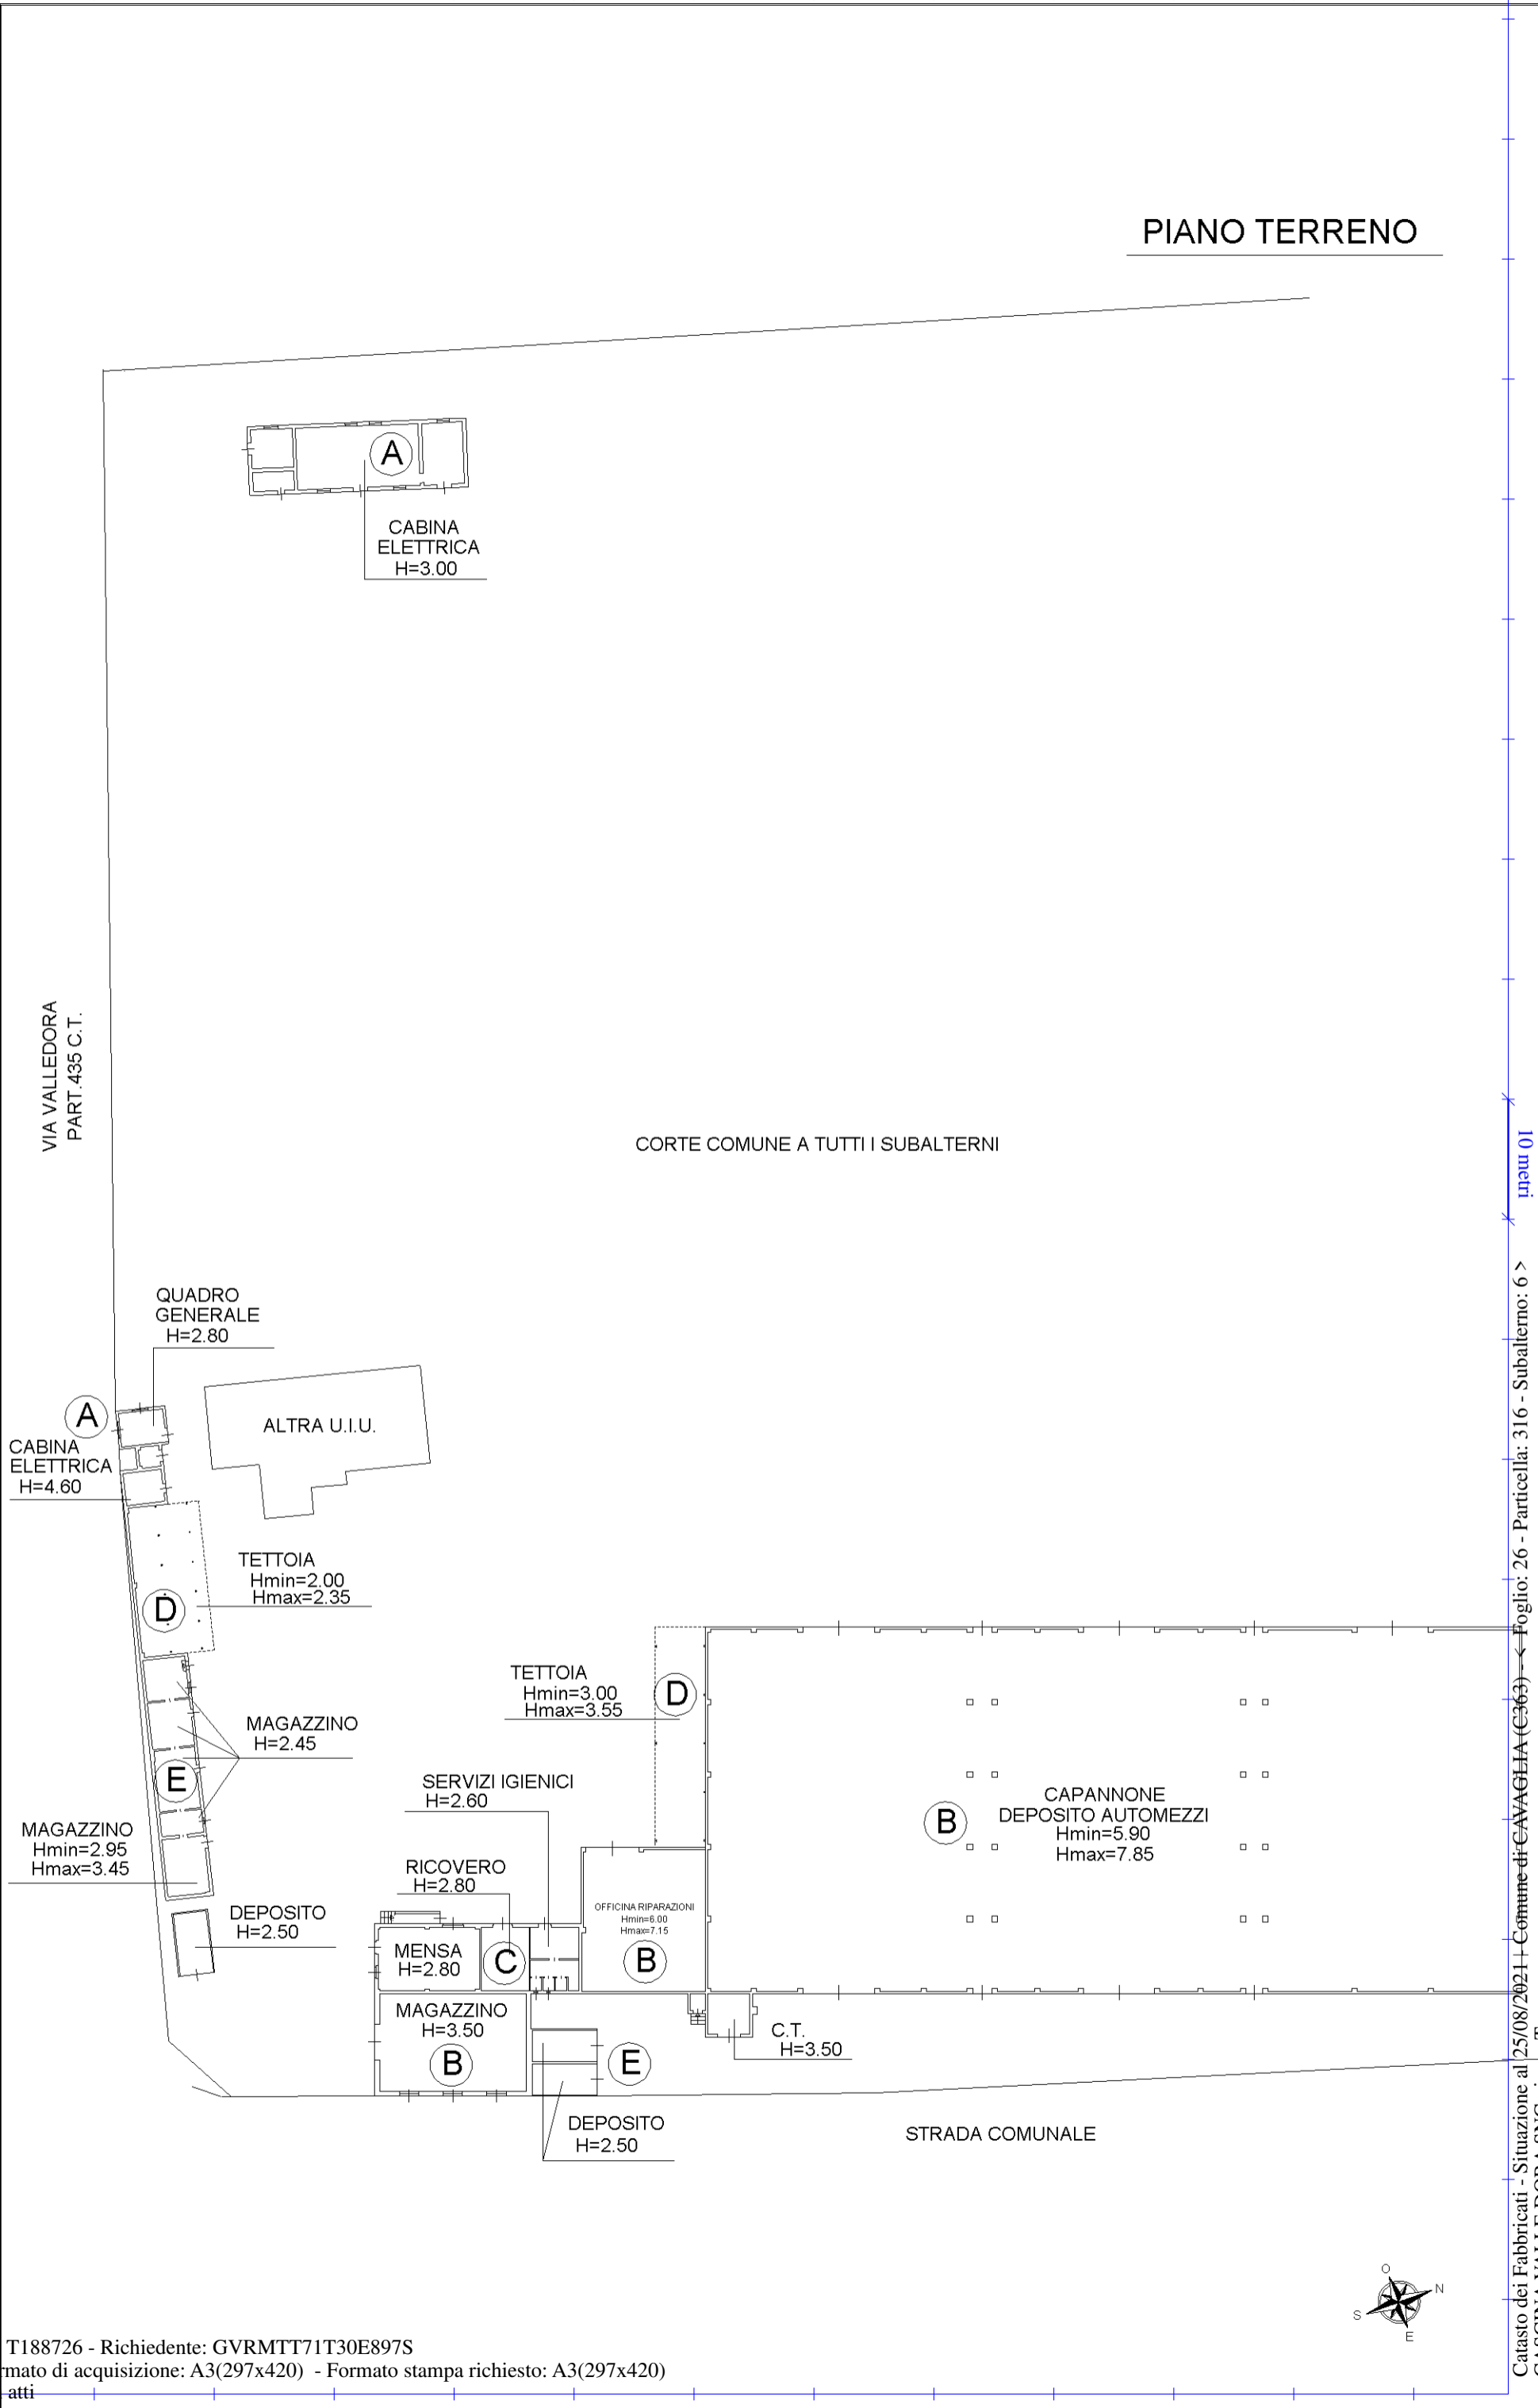 PIANO TERRENO
A
CABINA
ELETTRICA
H=3.00
VIA VALLEDORA
PART.435 C.T.
CORTE COMUNE A TUTTI I SUBALTERNI
10 metri
QUADRO
GENERALE
H=2.80
A
ALTRA U.I.U.
CABINA
ELETTRICA
H=4.60
TETTOIA
Hmin=2.00
Hmax=2.35
D
TETTOIA
Hmin=3.00
Hmax=3.55
D
MAGAZZINO
H=2.45
E
SERVIZI IGIENICI
H=2.60
CAPANNONE
DEPOSITO AUTOMEZZI
Hmin=5.90
Hmax=7.85
B
MAGAZZINO
Hmin=2.95
Hmax=3.45
RICOVERO
H=2.80
OFFICINA RIPARAZIONI
Hmin=6.00
Hmax=7.15
B
DEPOSITO
H=2.50
MENSA
H=2.80
C
MAGAZZINO
H=3.50
B
E
C.T.
H=3.50
DEPOSITO
H=2.50
STRADA COMUNALE
O
N
S
E
Catasto dei Fabbricati - Situazione al 25/08/2021 - Comune di CAVAGLIA (C363) - < Foglio: 26 - Particella: 316 - Subalterno: 6 >
T188726 - Richiedente: GVRMTT71T30E897S
rmato di acquisizione: A3(297x420) - Formato stampa richiesto: A3(297x420)
atti